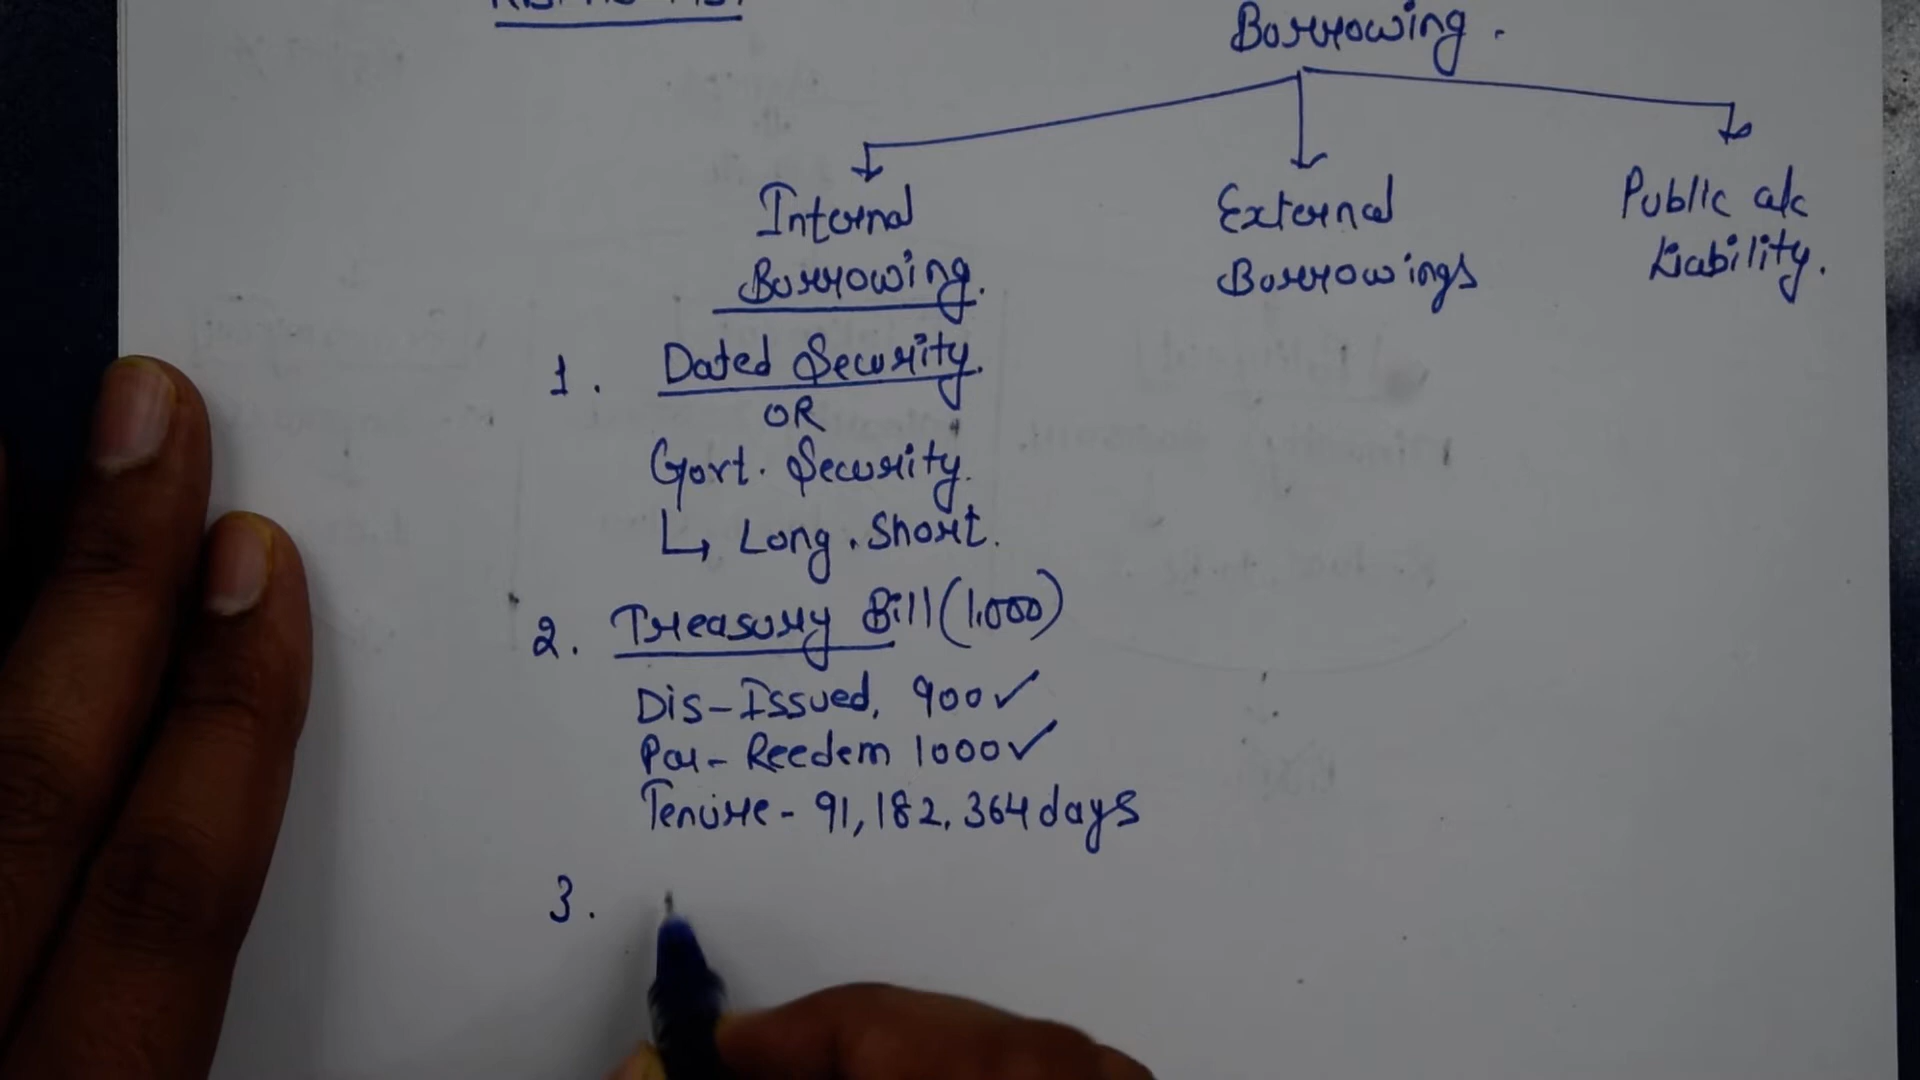 Borrowing.
Internal
Borrowing.
External
Borrowings
Public a/c
Liability.
1. Dated Security.
OR
Govt. Security.
↳ Long. Short.
2. Treasury Bill (1,000)
Dis-Issued, 900 ✓
Par- Reedem 1000 ✓
Tenure - 91, 182, 364 days
3.